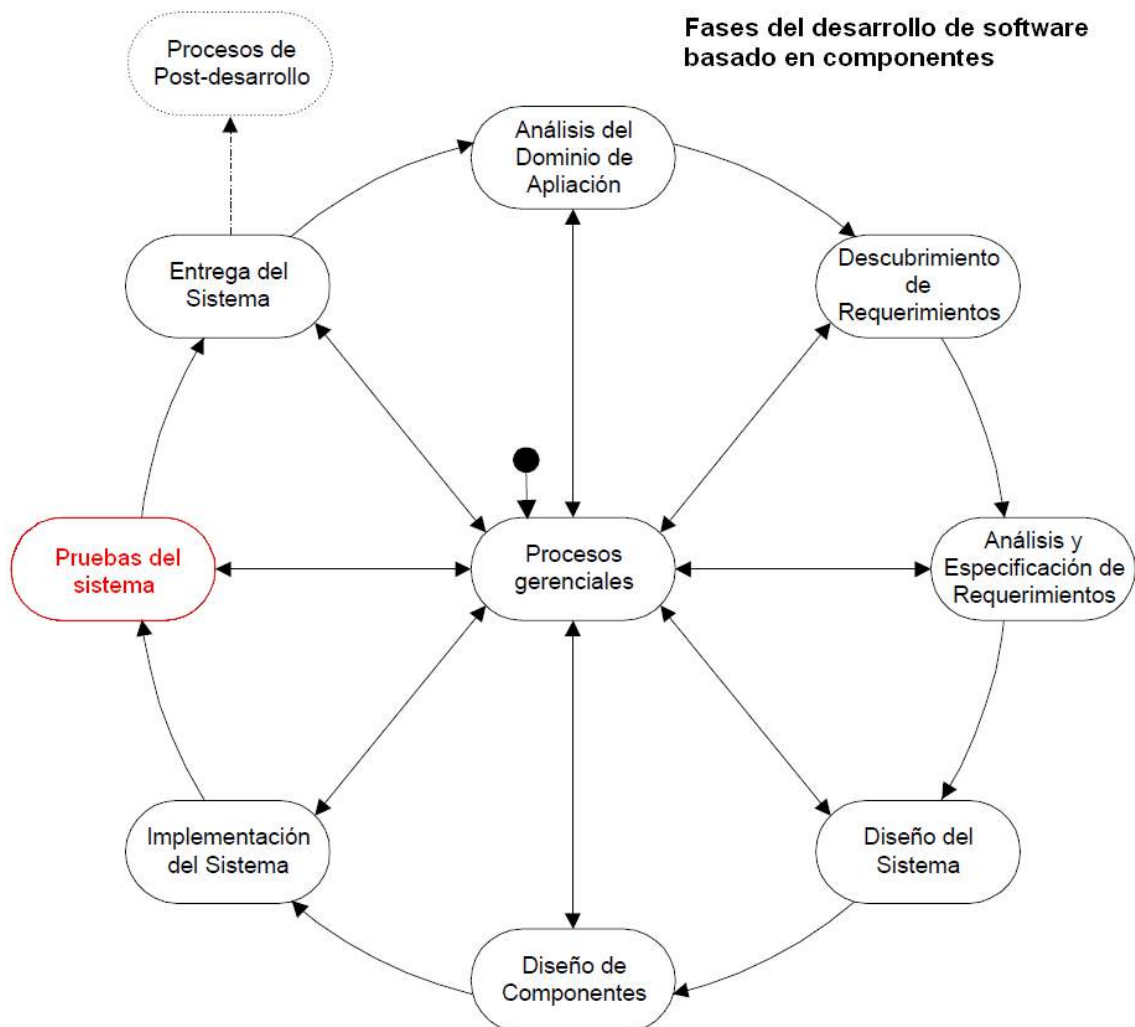 Fases del desarrollo de software
basado en componentes
Procesos de
Post-desarrollo
Análisis del
Dominio de
Apliación
Entrega del
Sistema
Descubrimiento
de
Requerimientos
Pruebas del
sistema
Procesos
gerenciales
Análisis y
Especificación de
Requerimientos
Implementación
del Sistema
Diseño del
Sistema
Diseño de
Componentes